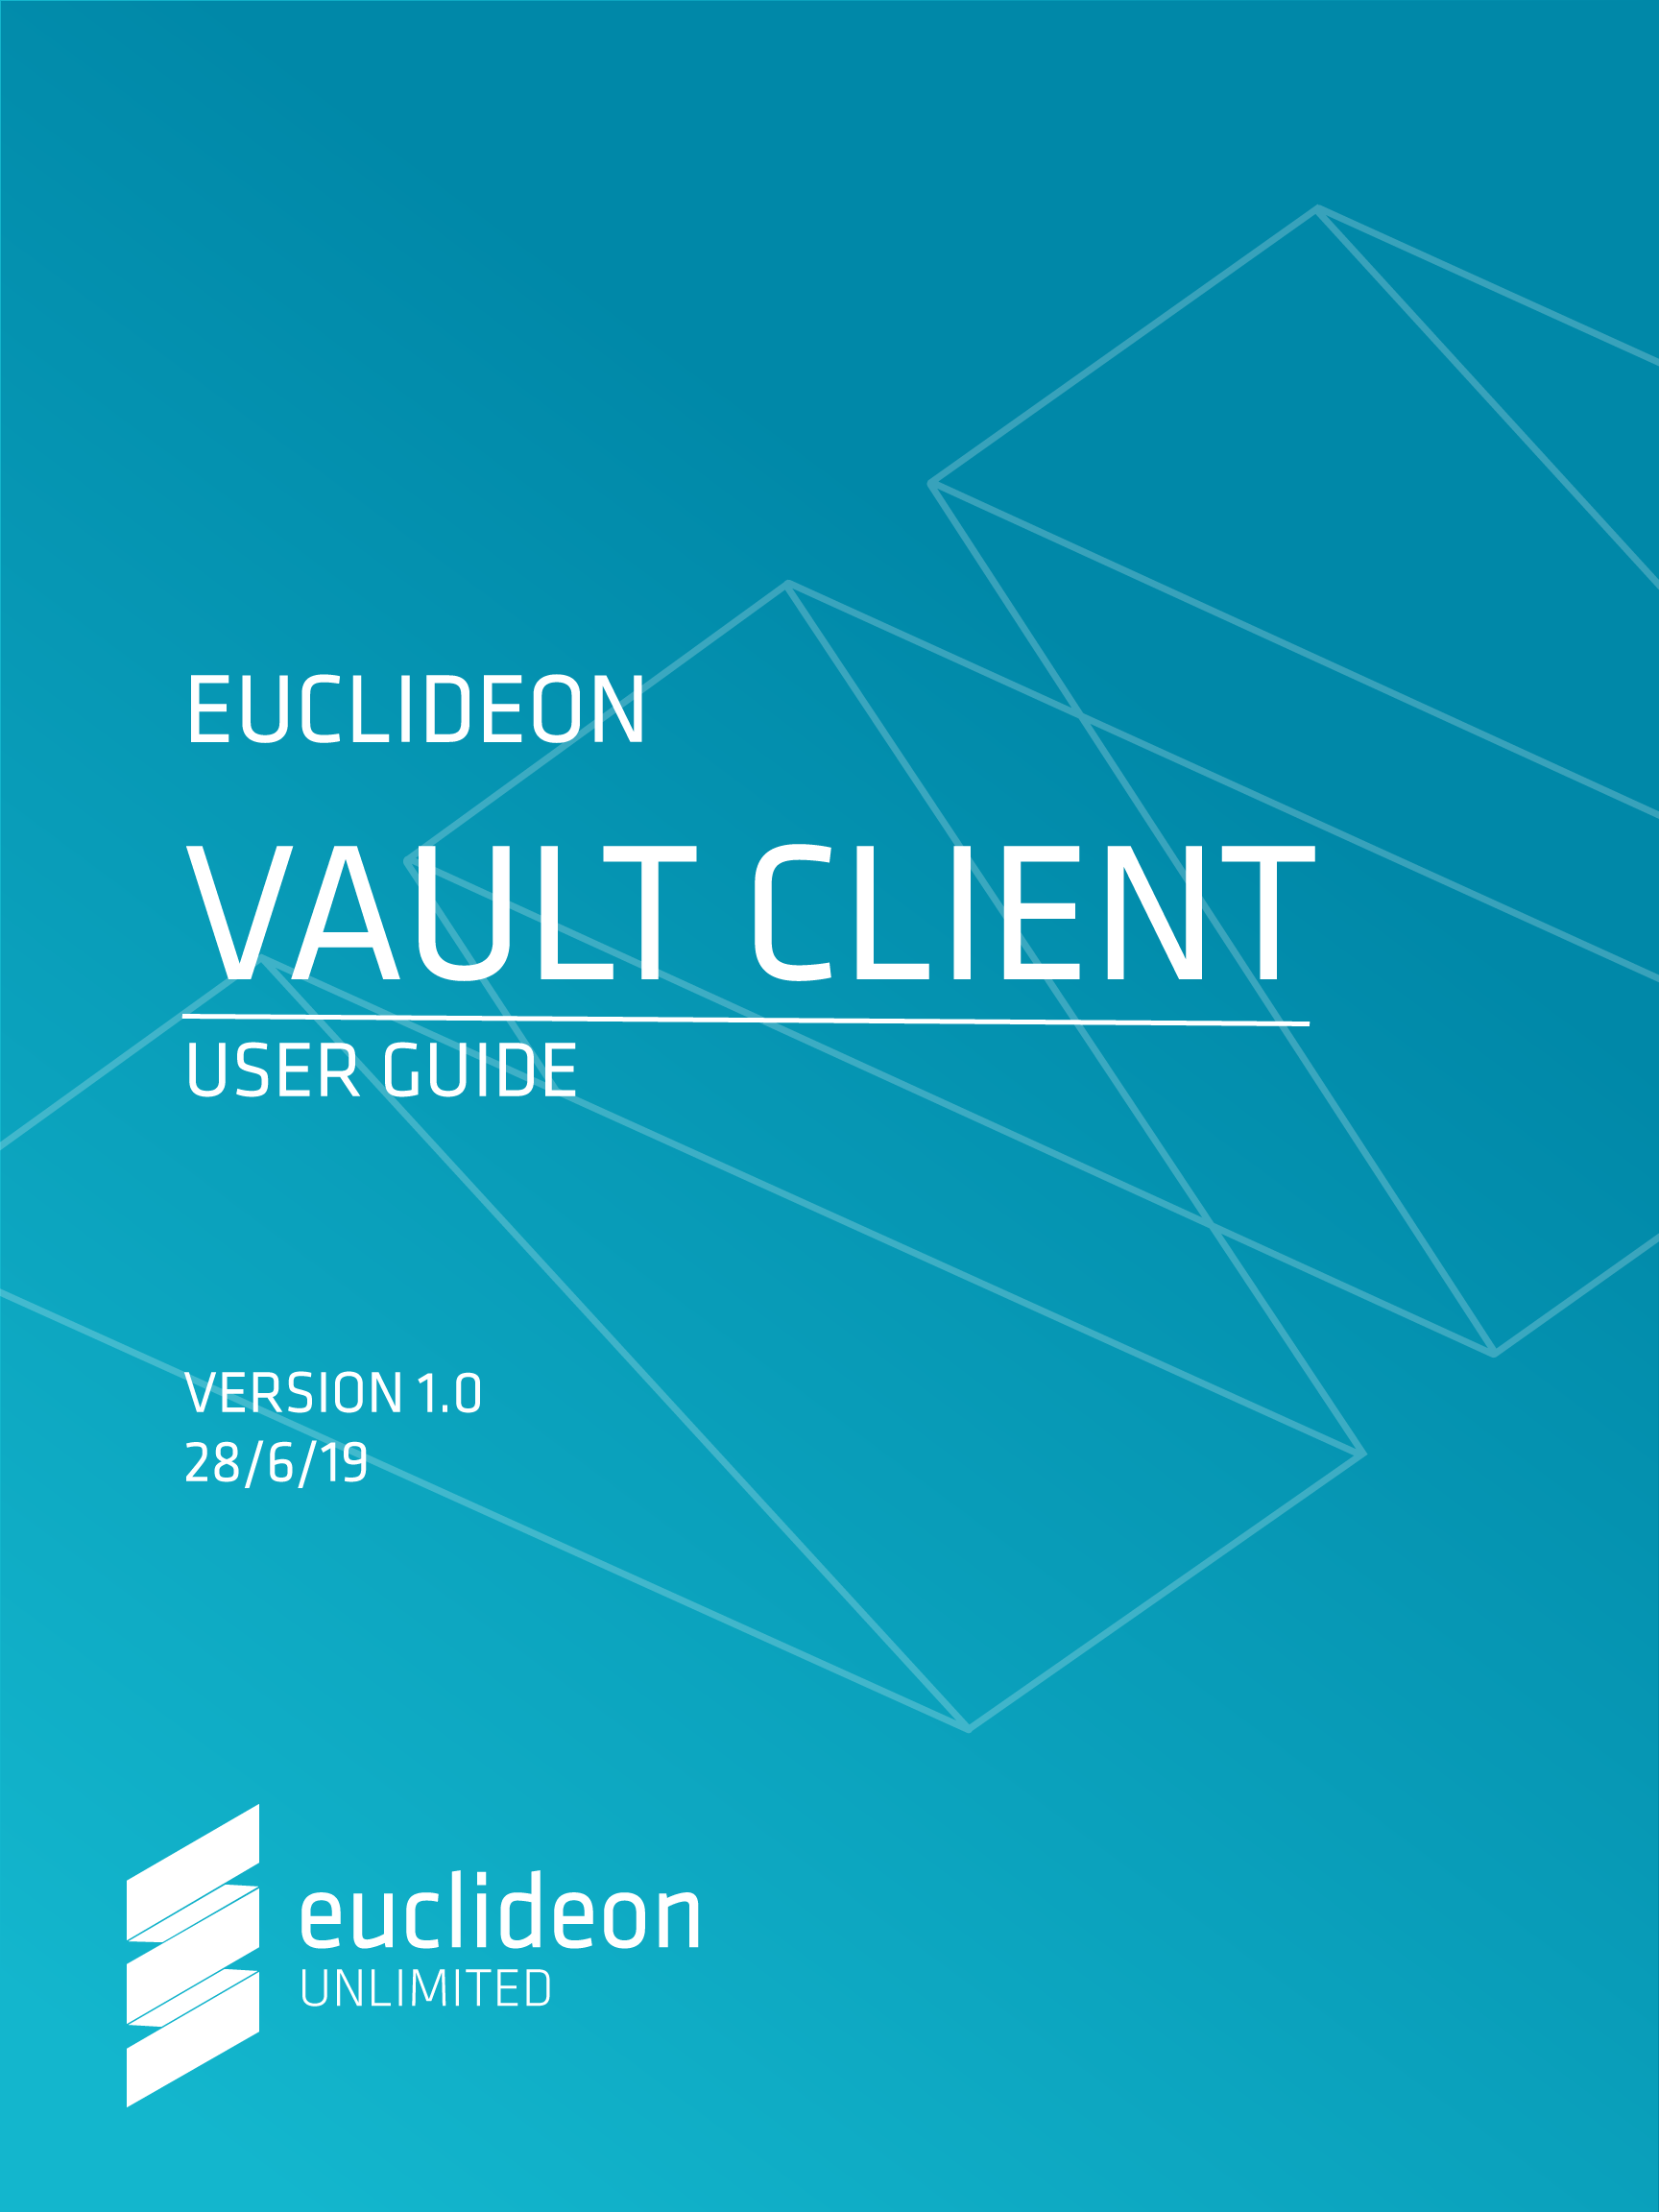 EUCLIDEON
VAULT CLIENT
USER GUIDE
VERSION 1.0
28/6/19
euclideon
UNLIMITED